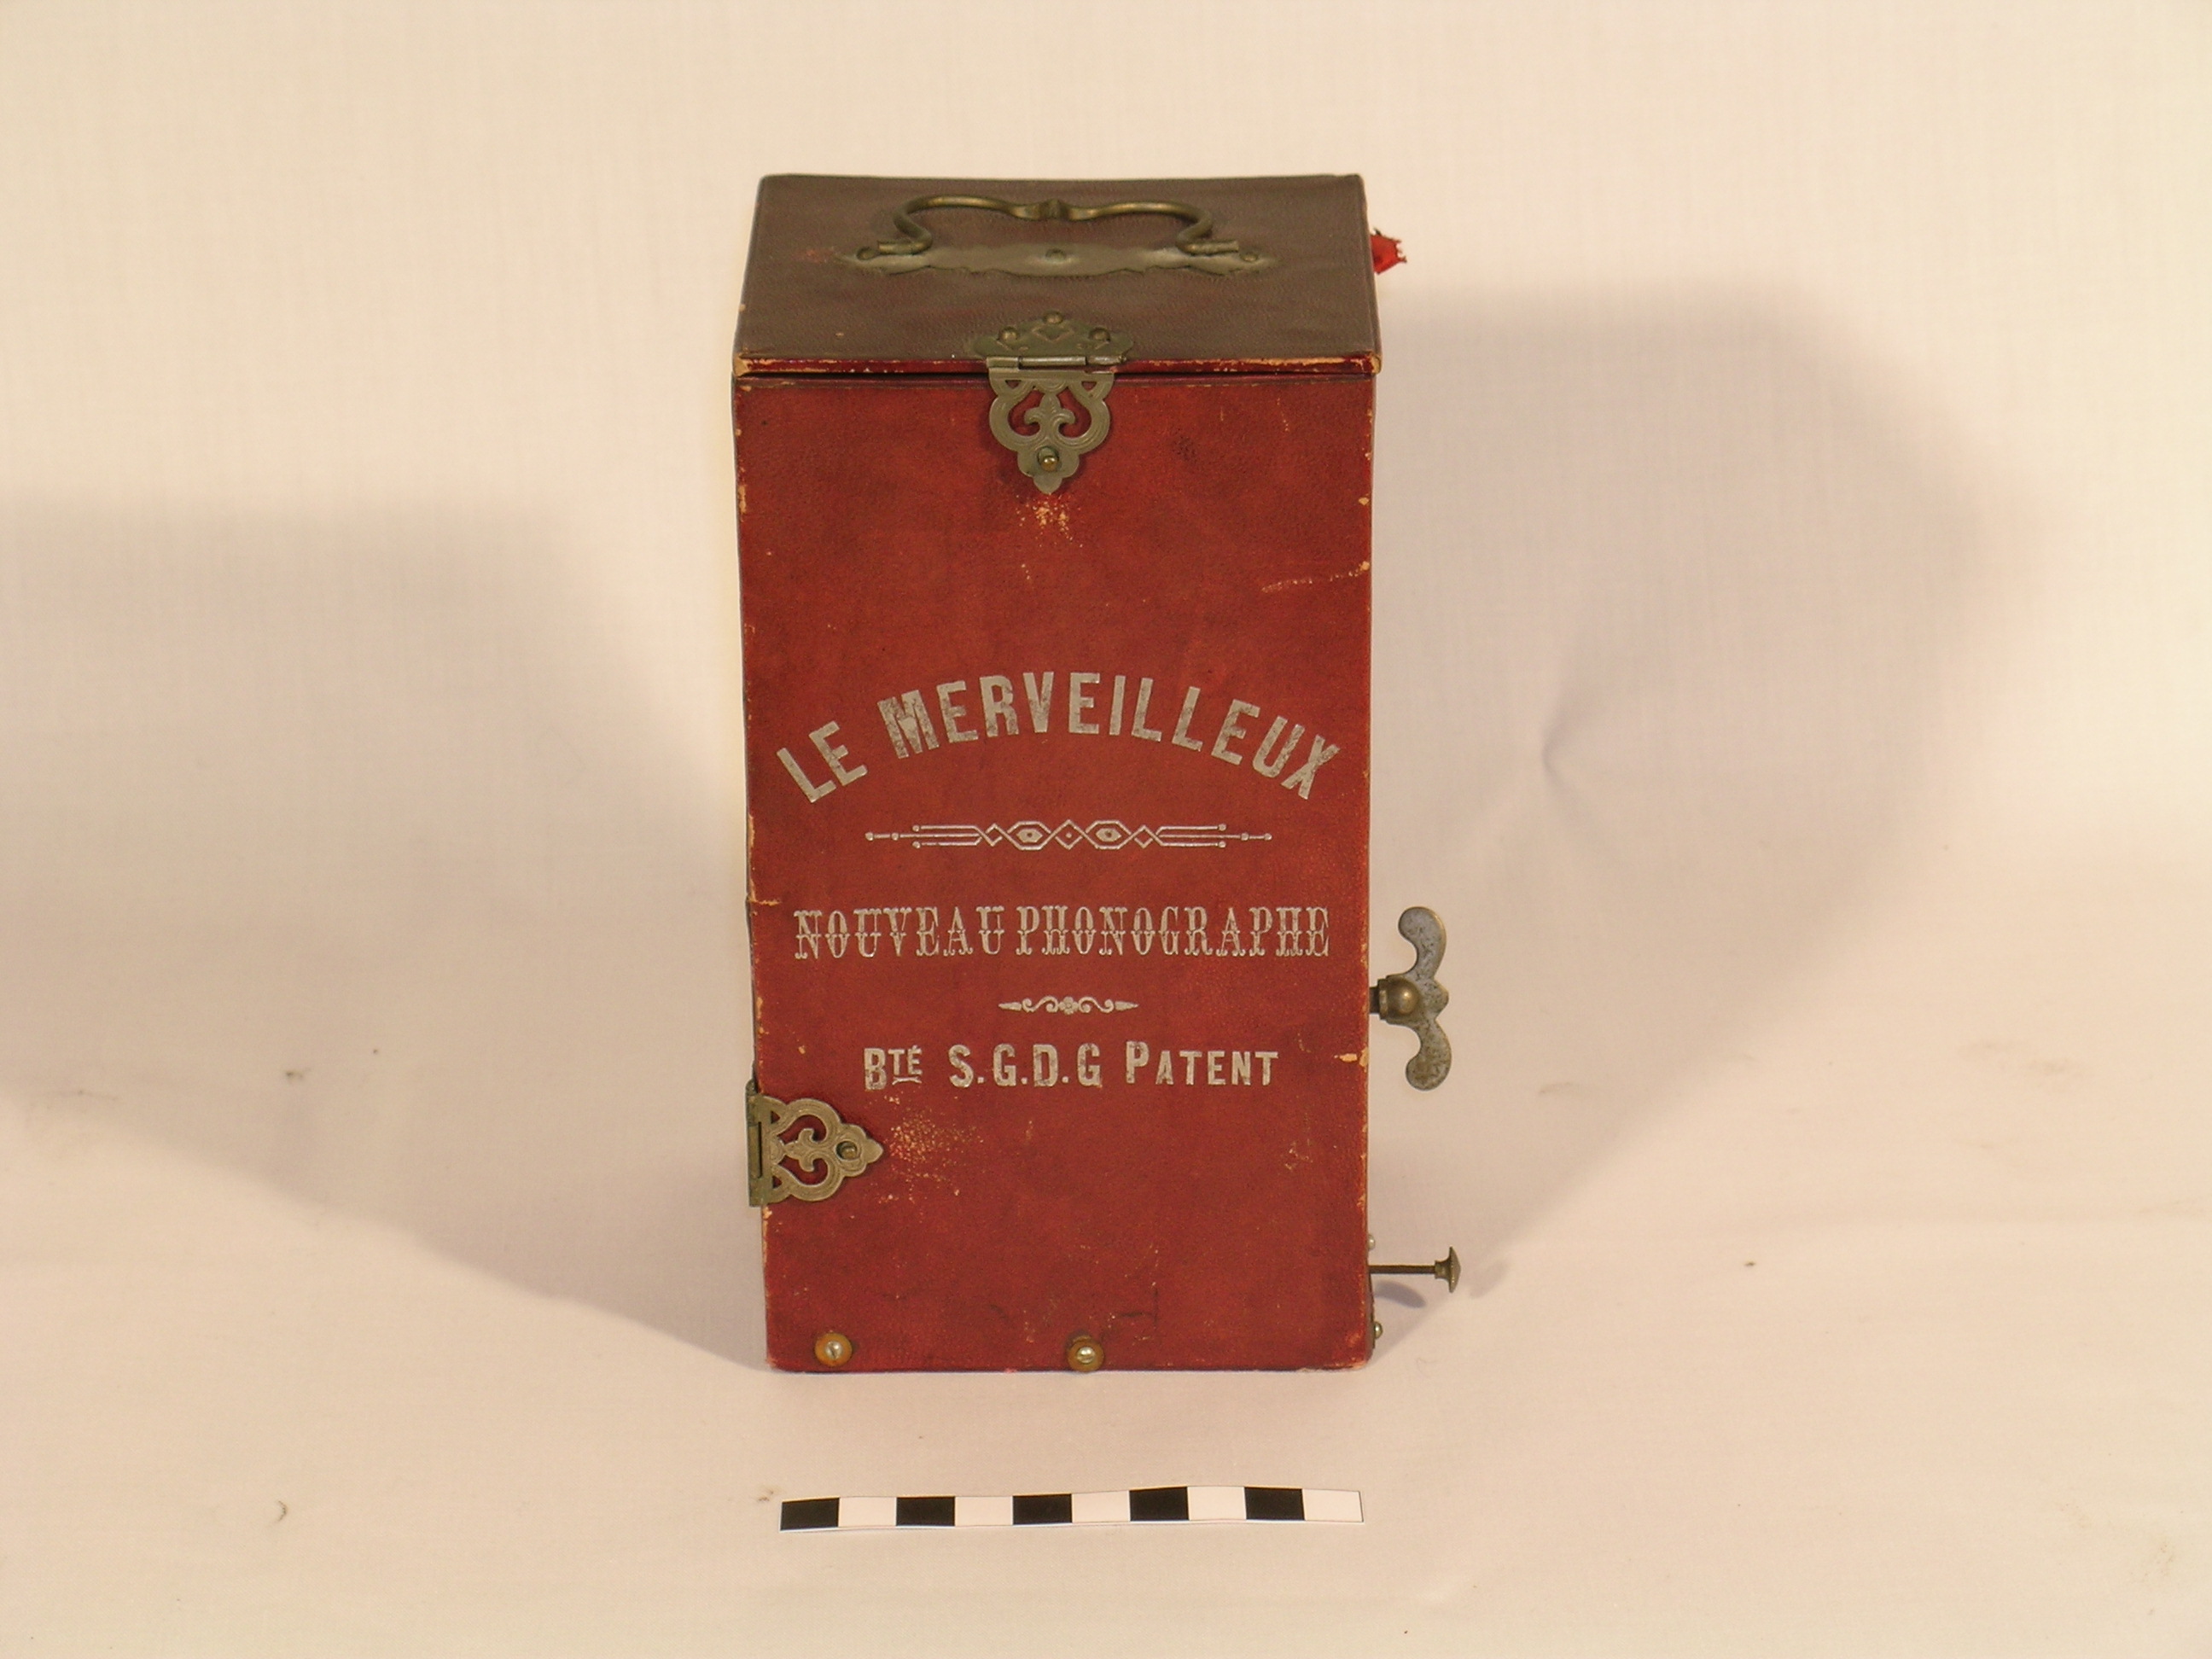 LE MERVEILLEUX
NOUVEAU PHONOGRAPHE
BTÉ S.G.D.G PATENT